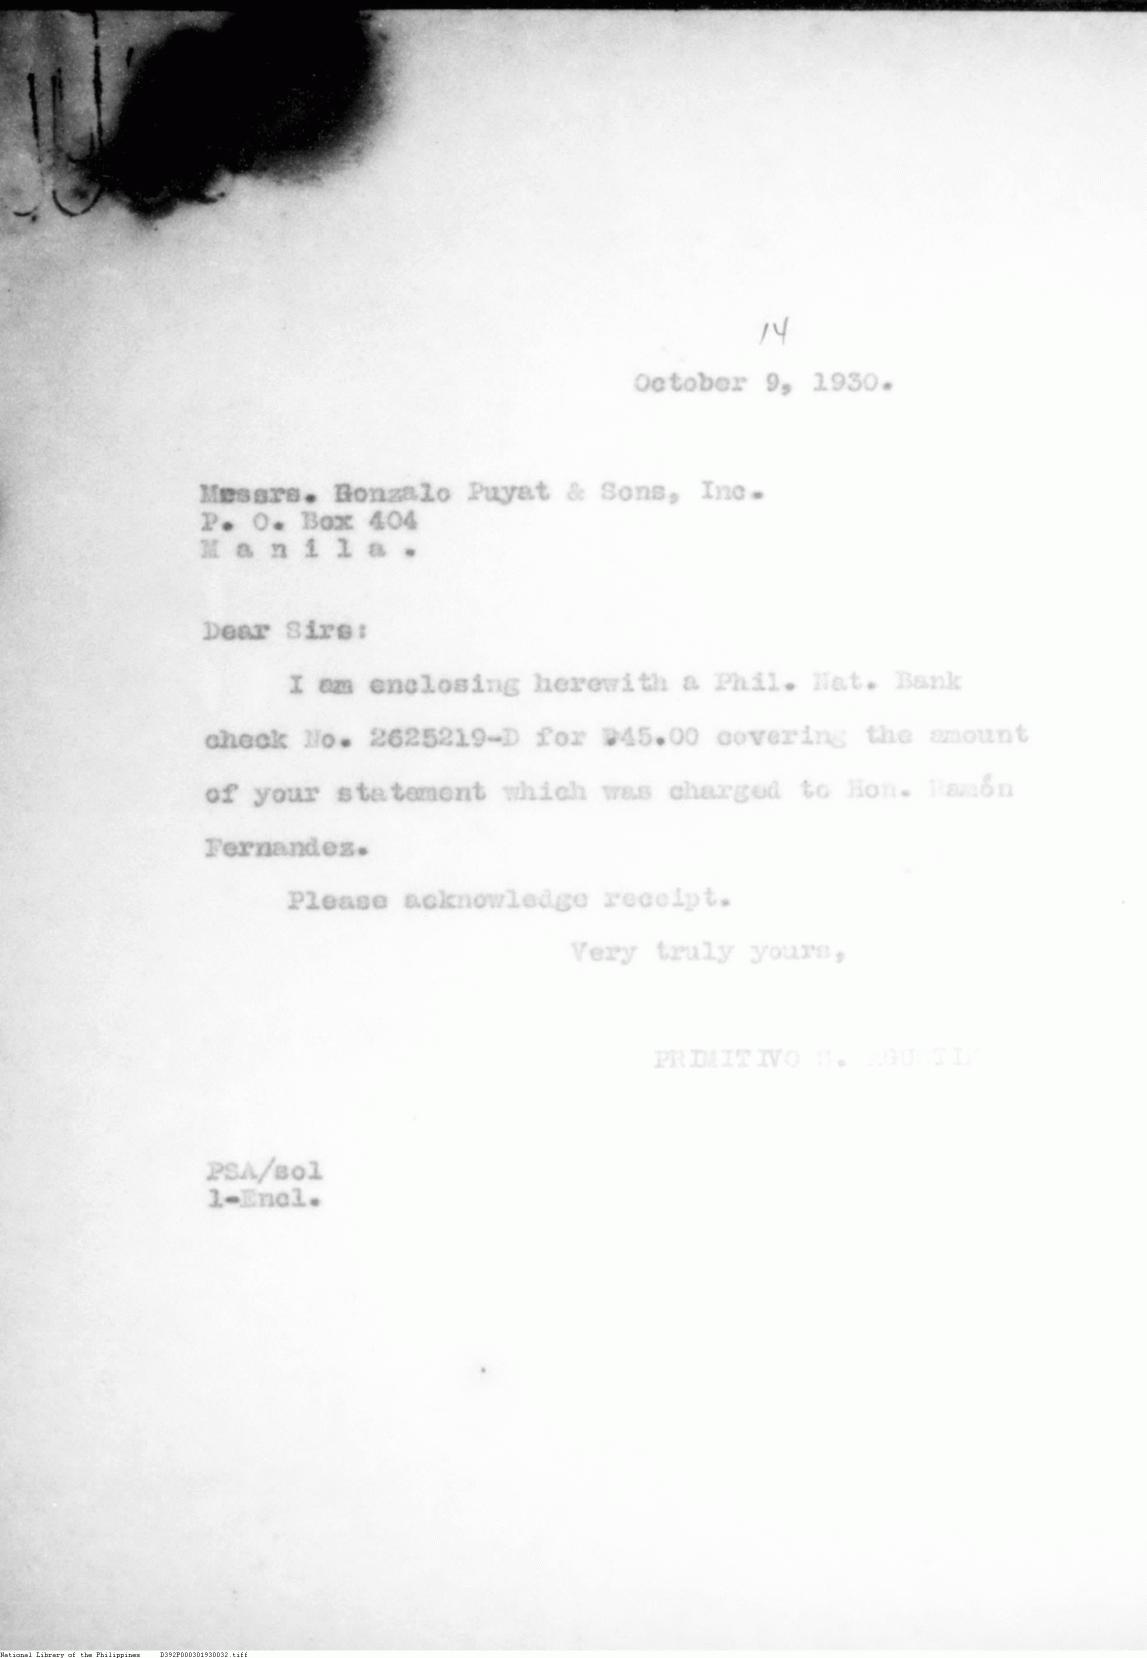 14
October 9, 1930.
Messrs. Gonzalo Puyat & Sons, Inc.
P. O. Box 404
M a n i l a .
Dear Sirs:
I am enclosing herewith a Phil. Nat. Bank
check No. 2625219-D for ₱45.00 covering the amount
of your statement which was charged to Hon. Ramón
Fernandez.
Please acknowledge receipt.
Very truly yours,
PRIMITIVO S. AGUSTIN
PSA/sol
1-Encl.
National Library of the Philippines D392P000301930032.tiff